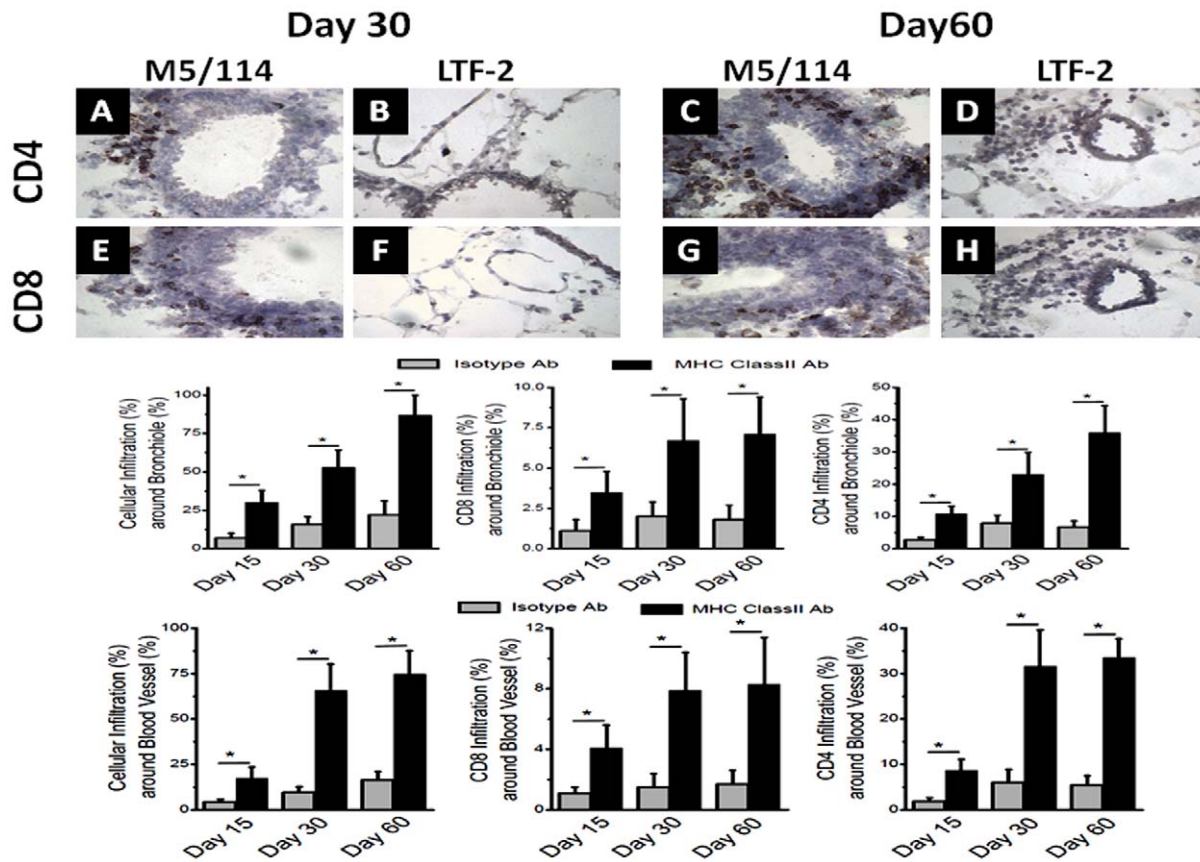 Day 30 Day60
M5/114 LTF-2 M5/114 LTF-2
CD4
A B C D
CD8
E F G H
Isotype Ab MHC ClassII Ab
Cellular Infiltration (%)
around Bronchiole (%)
100
75
50
25
0
* * *
Day 15 Day 30 Day 60
CD8 Infiltration (%)
around Bronchiole (%)
10.0
7.5
5.0
2.5
0.0
* * *
Day 15 Day 30 Day 60
CD4 Infiltration (%)
around Bronchiole (%)
50
40
30
20
10
0
* * *
Day 15 Day 30 Day 60
Isotype Ab MHC ClassII Ab
Cellular Infiltration (%)
around Blood Vessel (%)
100
75
50
25
0
* * *
Day 15 Day 30 Day 60
CD8 Infiltration (%)
around Blood Vessel (%)
12
8
4
0
* * *
Day 15 Day 30 Day 60
CD4 Infiltration (%)
around Blood Vessel (%)
40
30
20
10
0
* * *
Day 15 Day 30 Day 60